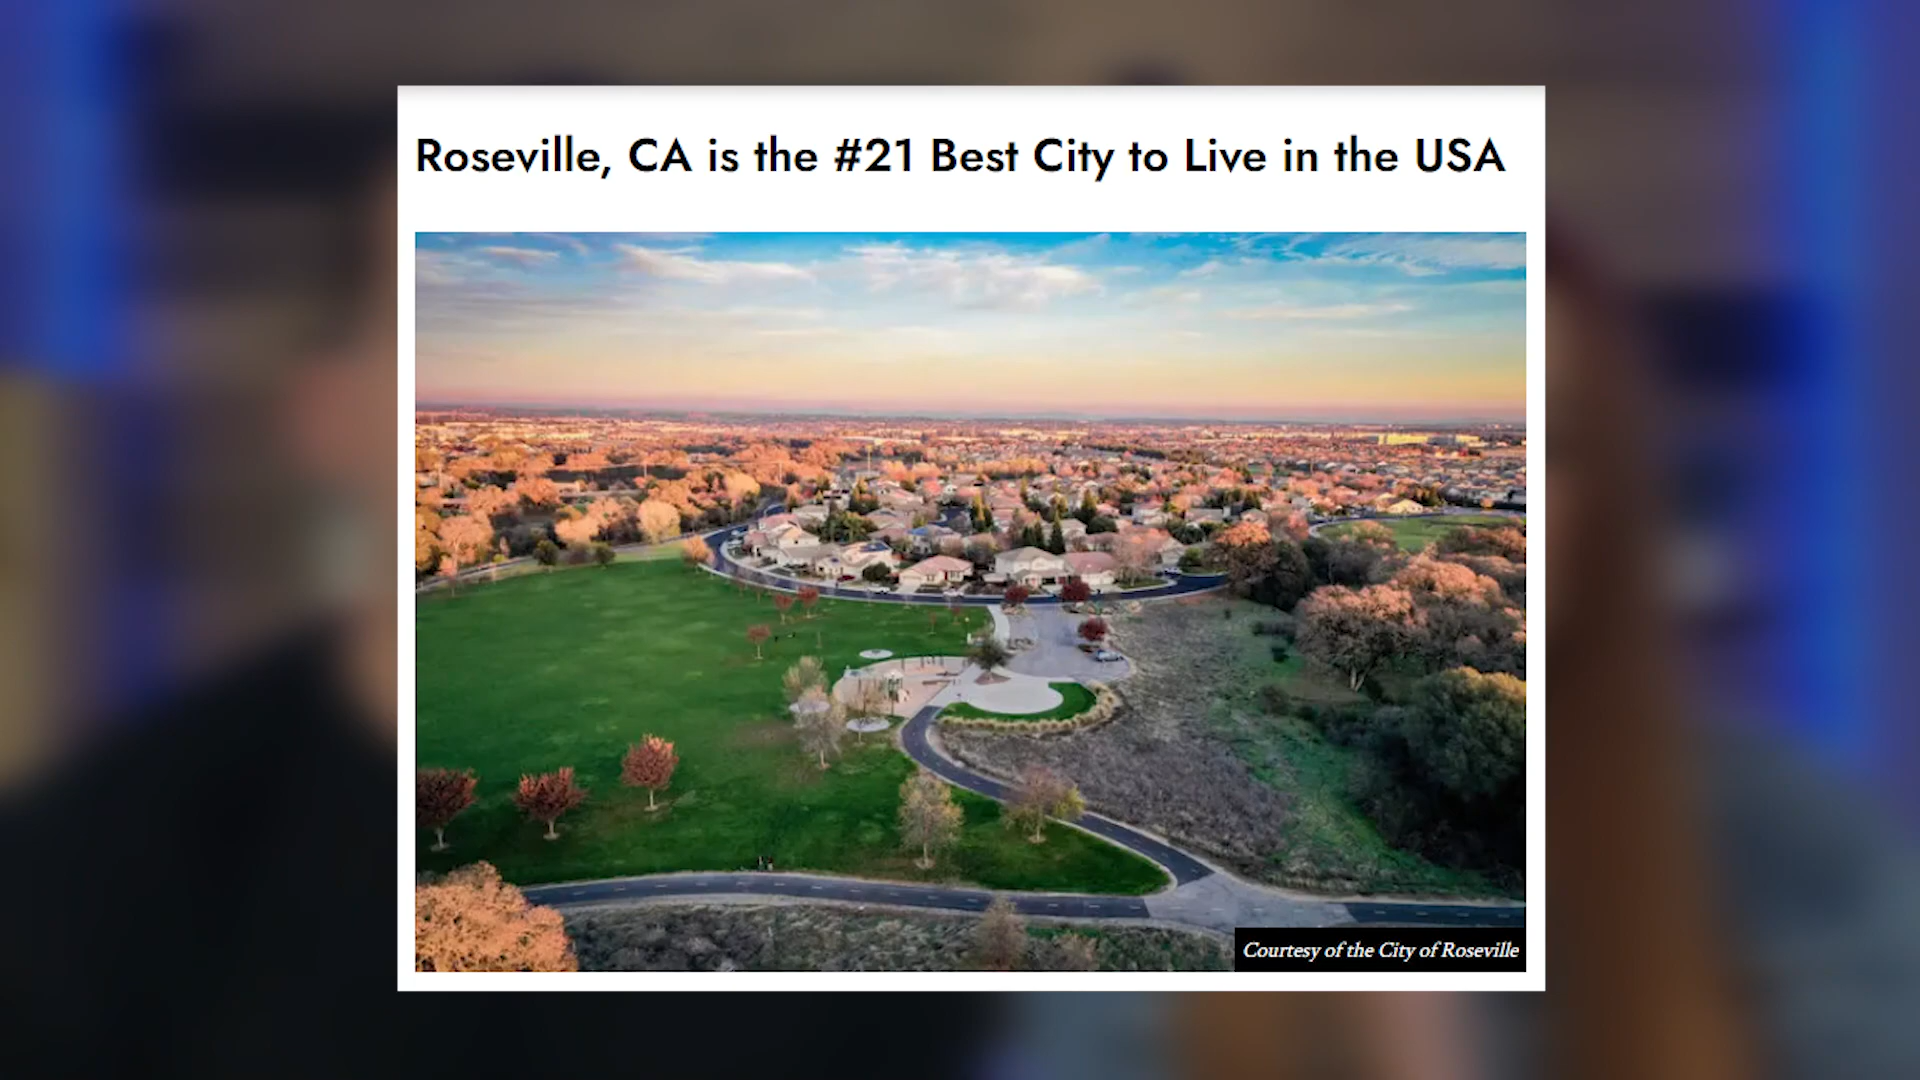 Roseville, CA is the #21 Best City to Live in the USA
Courtesy of the City of Roseville